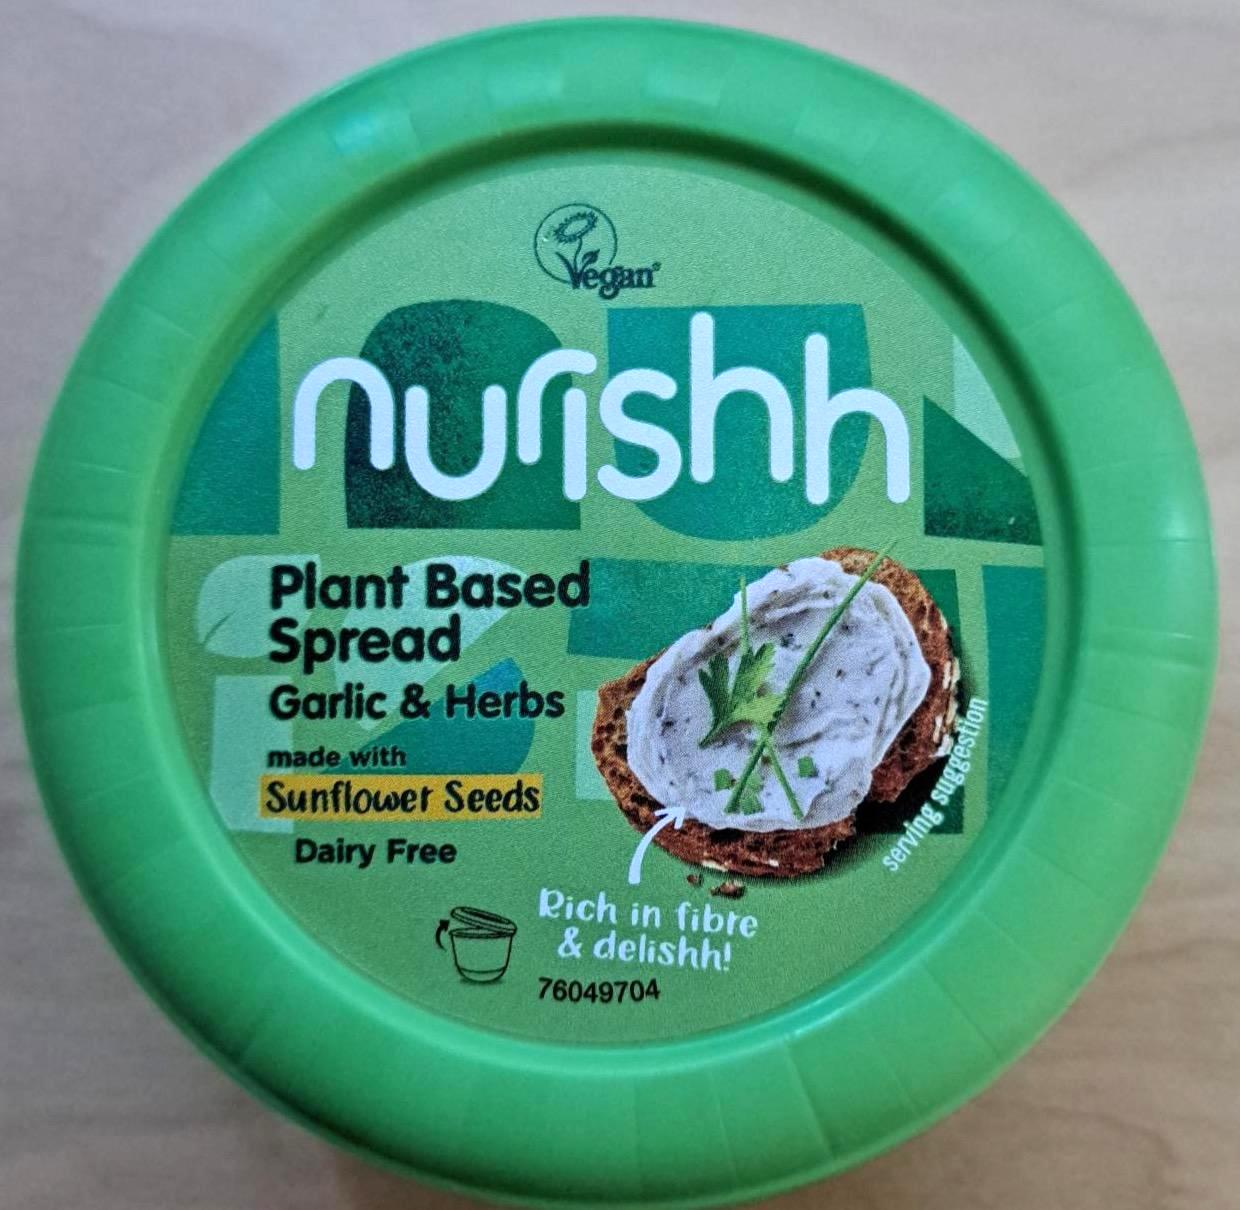 Vegan
nurishh
Plant Based
Spread
Garlic & Herbs
made with
Sunflower Seeds
Dairy Free
serving suggestion
Rich in fibre
& delishh!
76049704